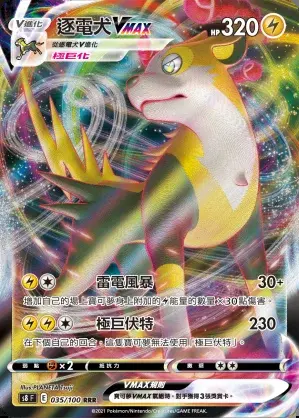 V進化
逐電犬VMAX
HP 320
從逐電犬V進化
極巨化
雷電風暴 30+
增加自己的場上寶可夢身上附加的能量的數量×30點傷害。
極巨伏特 230
在下個自己的回合,這隻寶可夢無法使用「極巨伏特」。
弱點 ×2 抵抗力 撤退
VMAX規則
寶可夢VMAX氣絕時,對手獲得3張獎賞卡。
Illus. PLANETA Tsuji
s8 F E 035/100 RRR
©2021 Pokémon/Nintendo/Creatures/GAME FREAK.